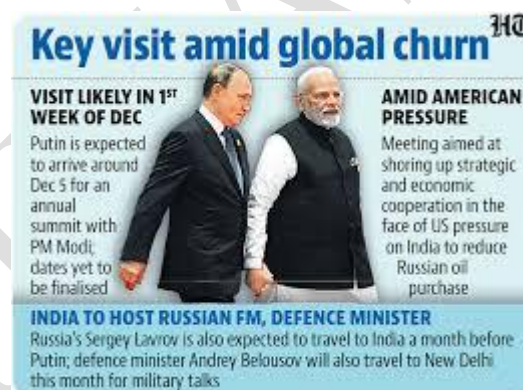 HT
Key visit amid global churn
VISIT LIKELY IN 1ST
WEEK OF DEC
Putin is expected
to arrive around
Dec 5 for an
annual
summit with
PM Modi;
dates yet to
be finalised
AMID AMERICAN
PRESSURE
Meeting aimed at
shoring up strategic
and economic
cooperation in the
face of US pressure
on India to reduce
Russian oil
purchase
INDIA TO HOST RUSSIAN FM, DEFENCE MINISTER
Russia's Sergey Lavrov is also expected to travel to India a month before
Putin; defence minister Andrey Belousov will also travel to New Delhi
this month for military talks